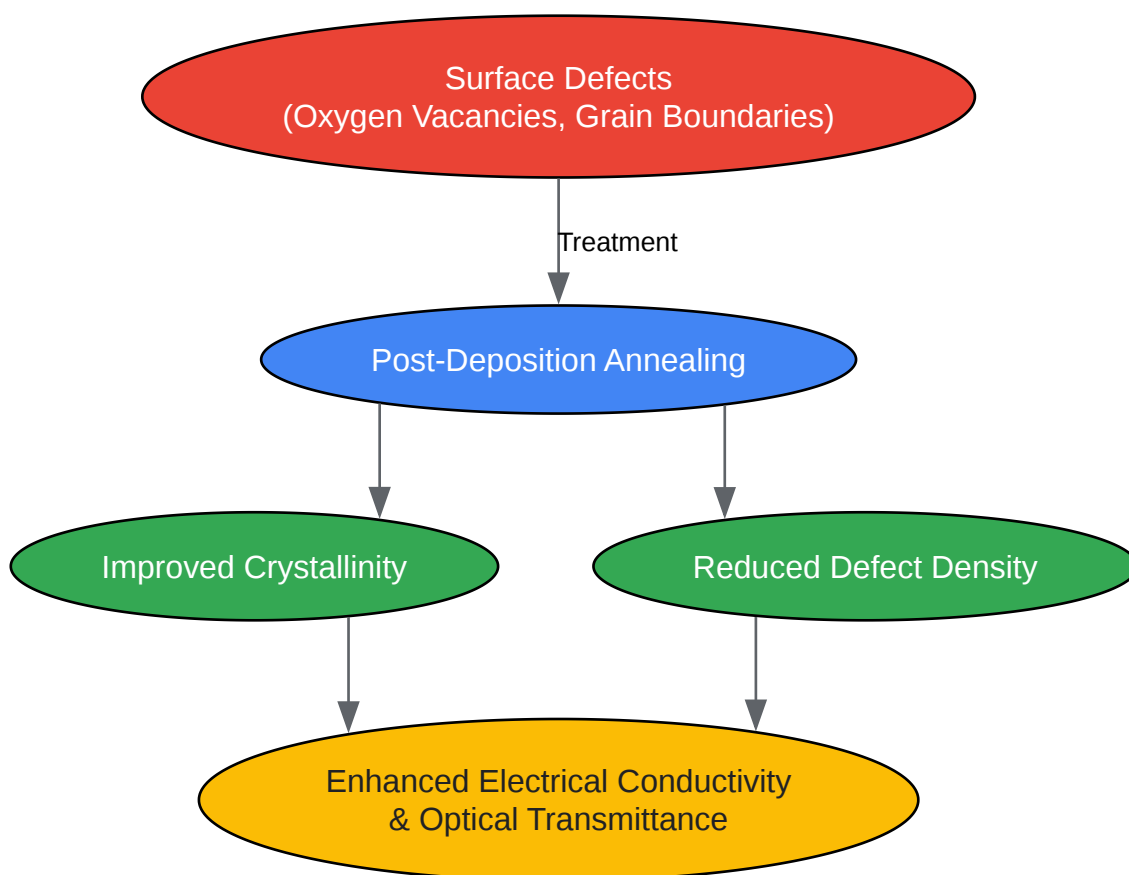 Surface Defects
(Oxygen Vacancies, Grain Boundaries)
Treatment
Post-Deposition Annealing
Improved Crystallinity
Reduced Defect Density
Enhanced Electrical Conductivity
& Optical Transmittance